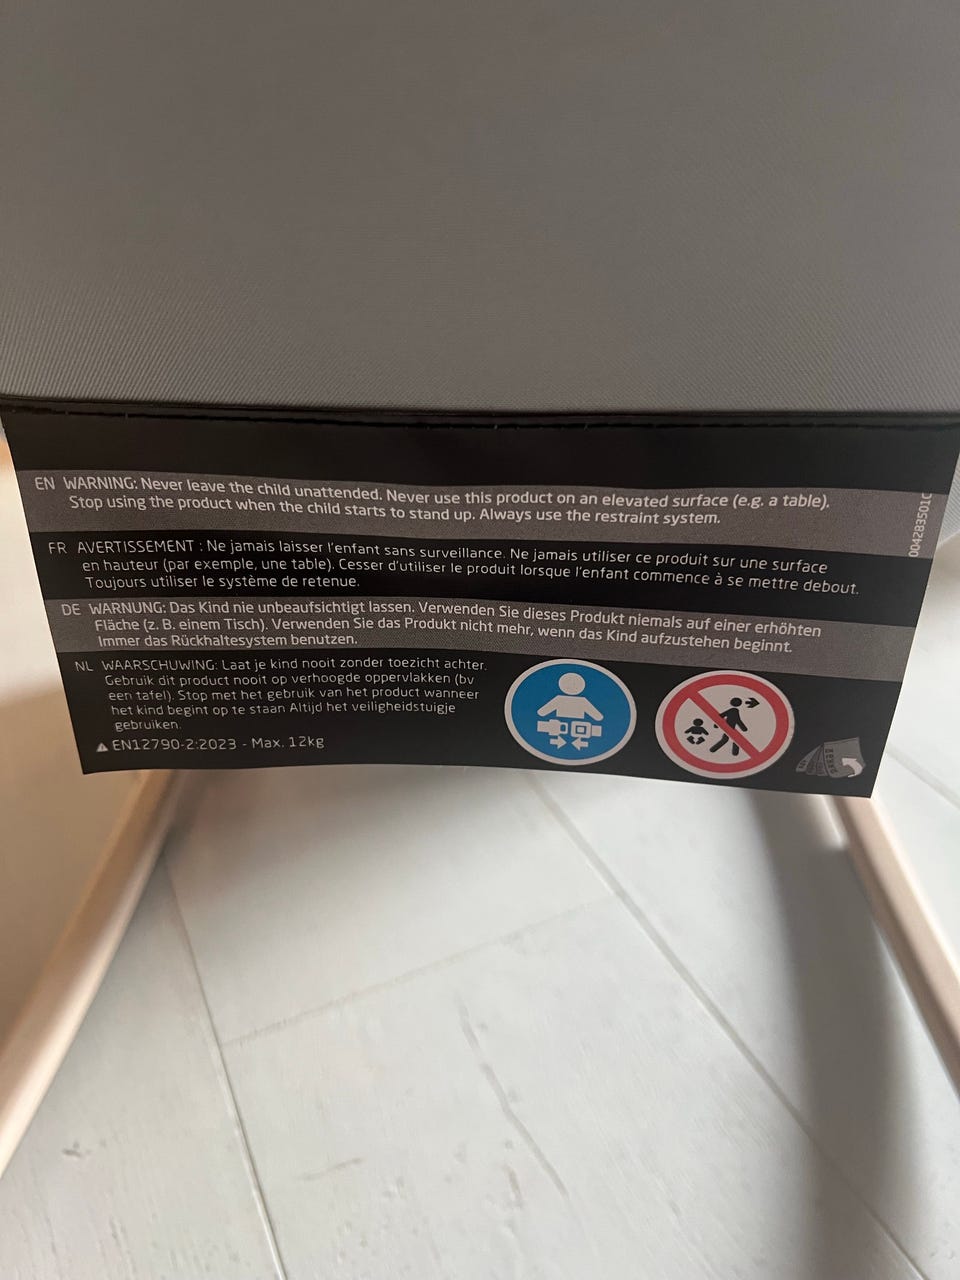 EN WARNING: Never leave the child unattended. Never use this product on an elevated surface (e.g. a table).
Stop using the product when the child starts to stand up. Always use the restraint system.
FR AVERTISSEMENT : Ne jamais laisser l'enfant sans surveillance. Ne jamais utiliser ce produit sur une surface
en hauteur (par exemple, une table). Cesser d'utiliser le produit lorsque l'enfant commence à se mettre debout.
Toujours utiliser le système de retenue.
DE WARNUNG: Das Kind nie unbeaufsichtigt lassen. Verwenden Sie dieses Produkt niemals auf einer erhöhten
Fläche (z. B. einem Tisch). Verwenden Sie das Produkt nicht mehr, wenn das Kind aufzustehen beginnt.
Immer das Rückhaltesystem benutzen.
NL WAARSCHUWING: Laat je kind nooit zonder toezicht achter.
Gebruik dit product nooit op verhoogde oppervlakken (bv
een tafel). Stop met het gebruik van het product wanneer
het kind begint op te staan Altijd het veiligheidstuigje
gebruiken.
EN12790-2:2023 - Max. 12kg